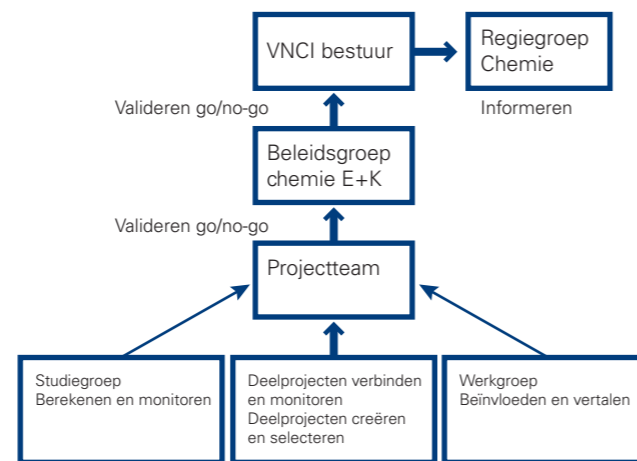 VNCI bestuur
Regiegroep
Chemie
Valideren go/no-go
Informeren
Beleidsgroep
chemie E+K
Valideren go/no-go
Projectteam
Studiegroep
Berekenen en monitoren
Deelprojecten verbinden
en monitoren
Deelprojecten creëren
en selecteren
Werkgroep
Beïnvloeden en vertalen